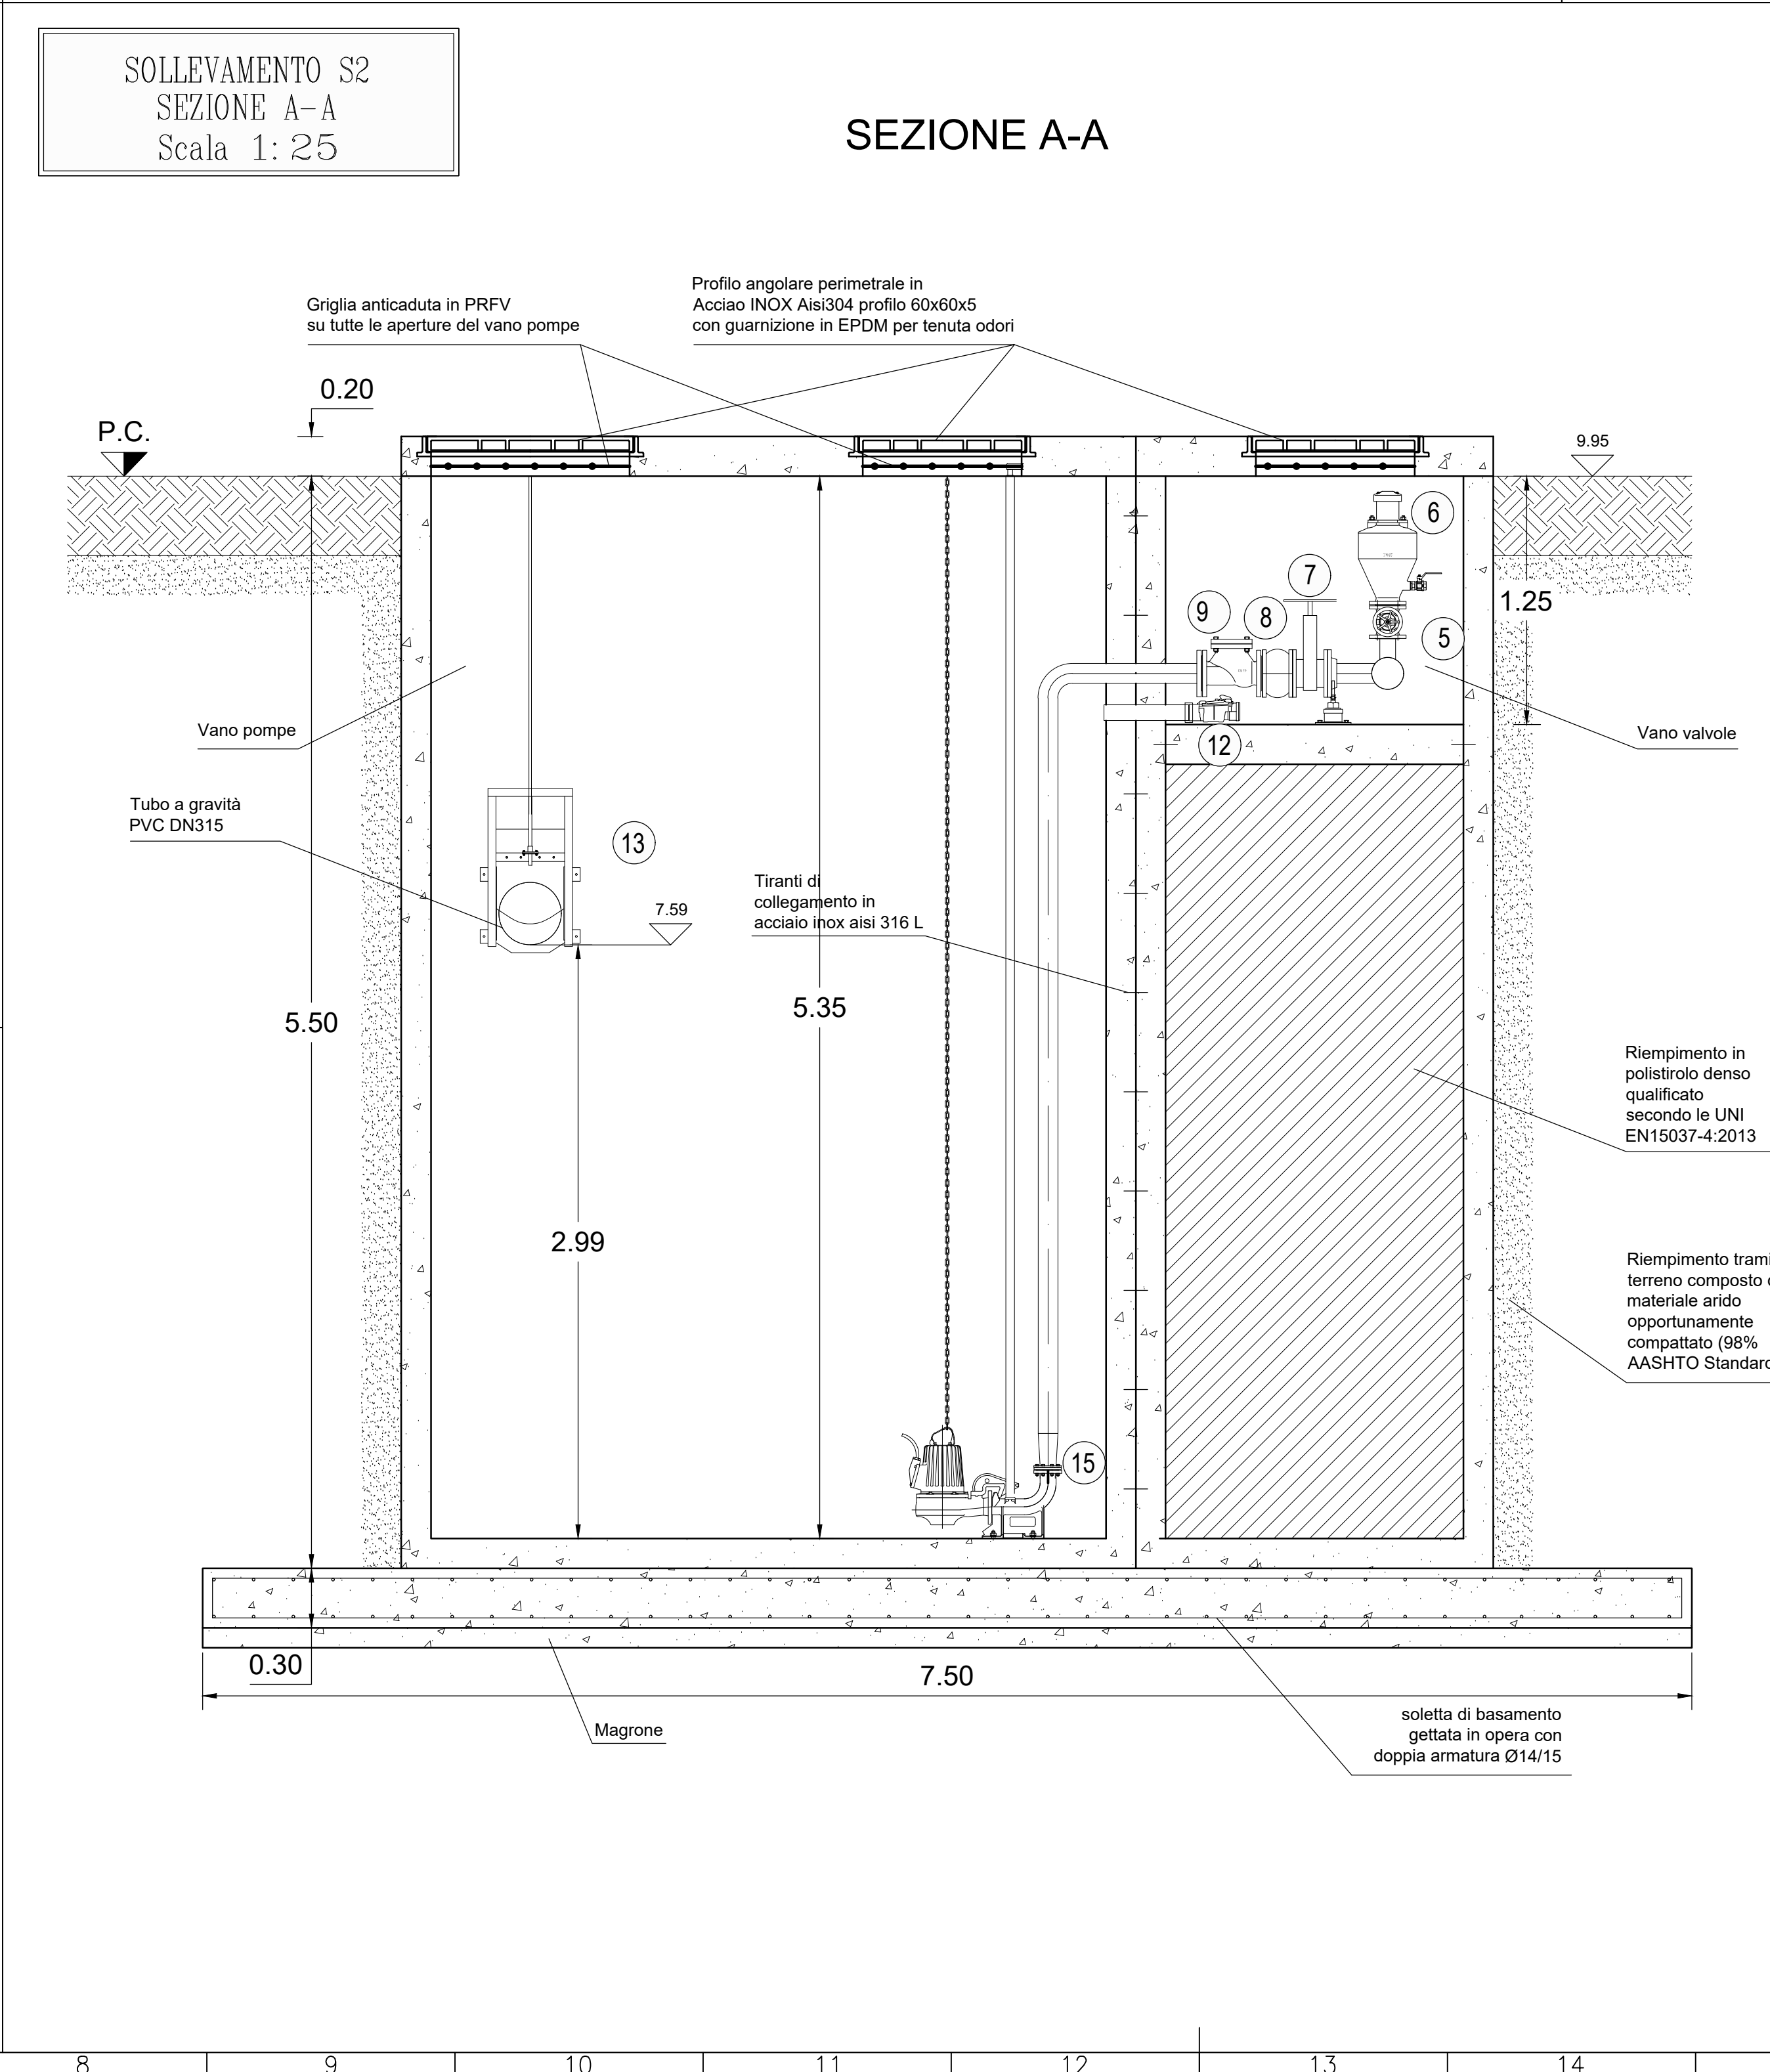 SOLLEVAMENTO S2
SEZIONE A-A
Scala 1:25
SEZIONE A-A
Griglia anticaduta in PRFV
su tutte le aperture del vano pompe
Profilo angolare perimetrale in
Acciao INOX Aisi304 profilo 60x60x5
con guarnizione in EPDM per tenuta odori
0.20
P.C.
9.95
6
7
1.25
9
8
5
Vano pompe
12
Vano valvole
Tubo a gravità
PVC DN315
13
Tiranti di
collegamento in
acciaio inox aisi 316 L
7.59
5.50
5.35
Riempimento in
polistirolo denso
qualificato
secondo le UNI
EN15037-4:2013
2.99
Riempimento trami
terreno composto
materiale arido
opportunamente
compattato (98%
AASHTO Standard
15
0.30
7.50
Magrone
soletta di basamento
gettata in opera con
doppia armatura Ø14/15
8 9 10 11 12 13 14